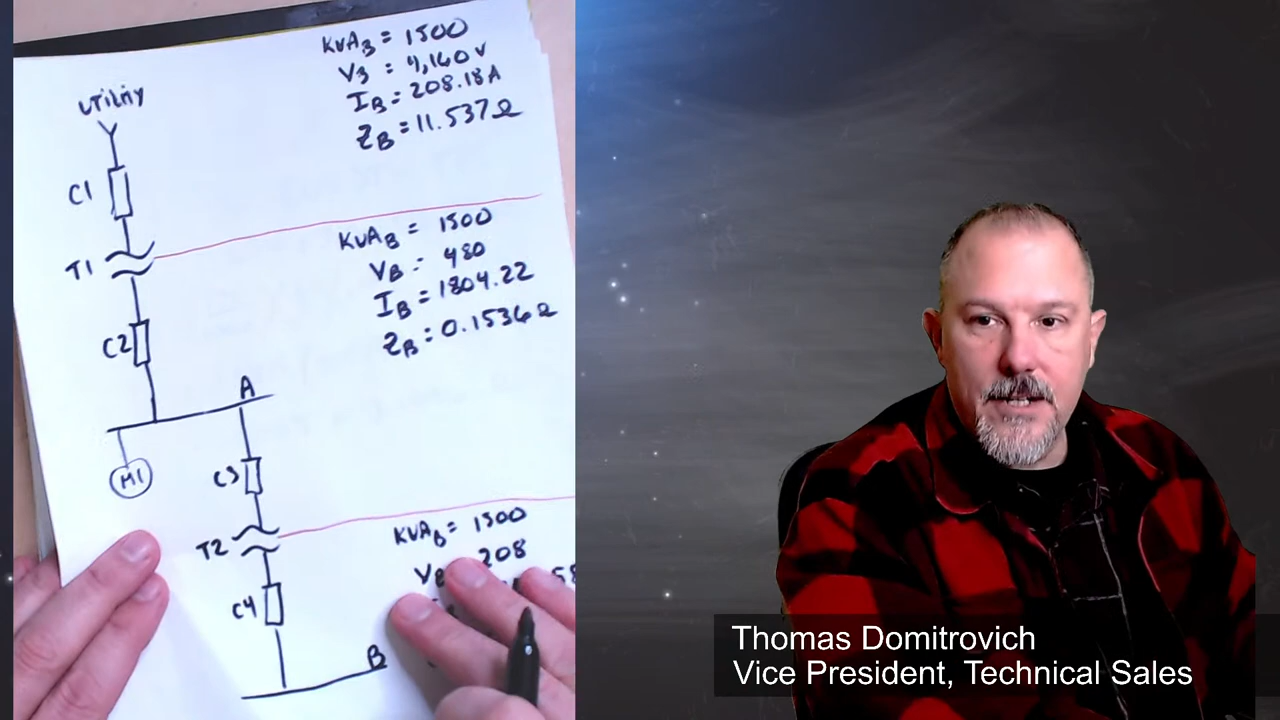 UTILITY
C1
T1
C2
A
M1
C3
T2
C4
B
KVAB = 1500
VB = 4,160 V
IB = 208.18A
ZB = 11.537Ω
KVAB = 1500
VB = 480
IB = 1804.22
ZB = 0.1536Ω
KVAB = 1500
VB 208
58
Thomas Domitrovich
Vice President, Technical Sales